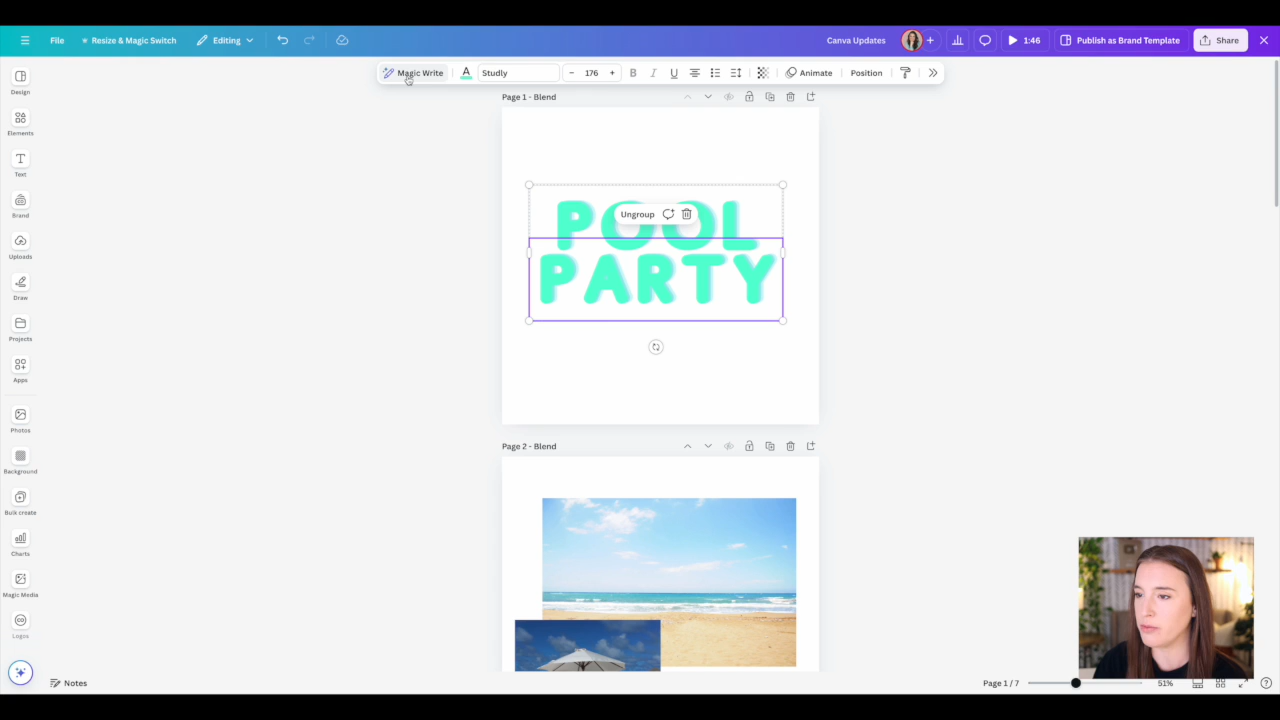 File
Resize & Magic Switch
Editing
Canva Updates
1:46
Publish as Brand Template
Share
Magic Write
A
Studly
− 176 +
B I U
Animate
Position
Design
Elements
Text
Brand
Uploads
Draw
Projects
Apps
Photos
Background
Bulk create
Charts
Magic Media
Logos
Page 1 - Blend
Ungroup
POOL
PARTY
Page 2 - Blend
Notes
Page 1 / 7
51%